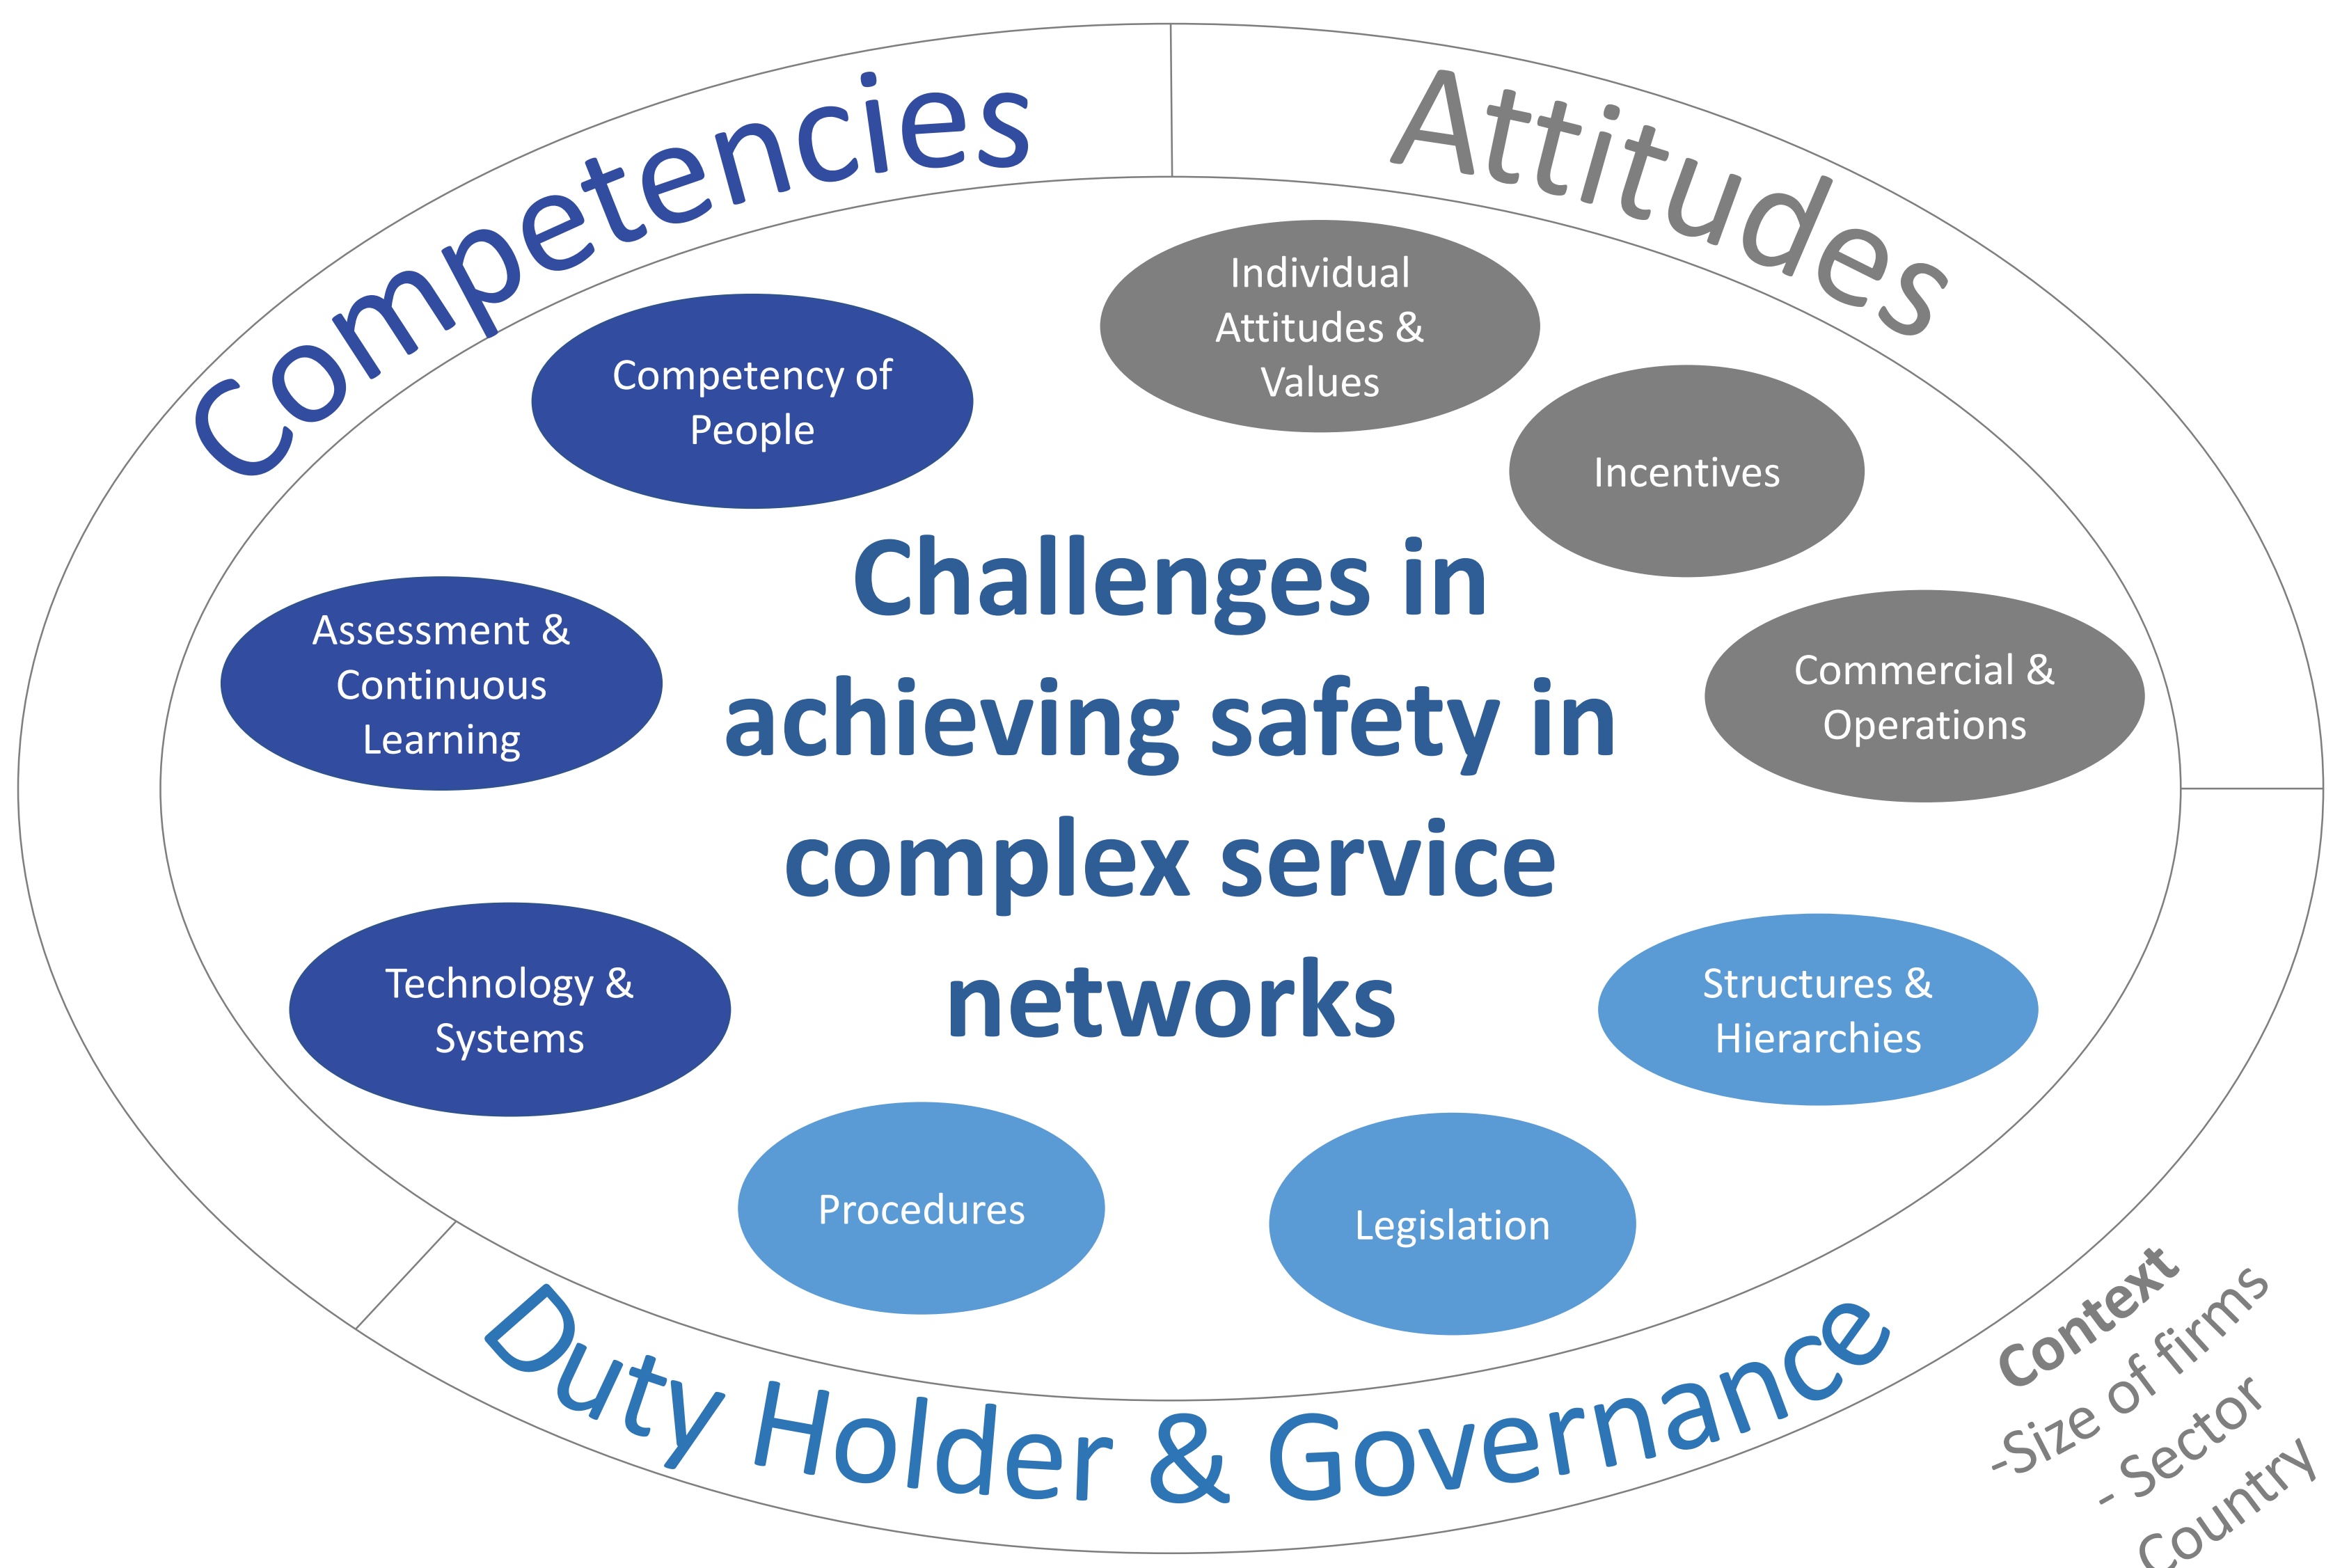 Competencies
Attitudes
Individual
Attitudes &
Values
Competency of
People
Incentives
Challenges in
achieving safety in
complex service
networks
Assessment &
Continuous
Learning
Commercial &
Operations
Technology &
Systems
Structures &
Hierarchies
Procedures
Legislation
Duty Holder & Governance
Context
-Size of firms
- Sector
Country